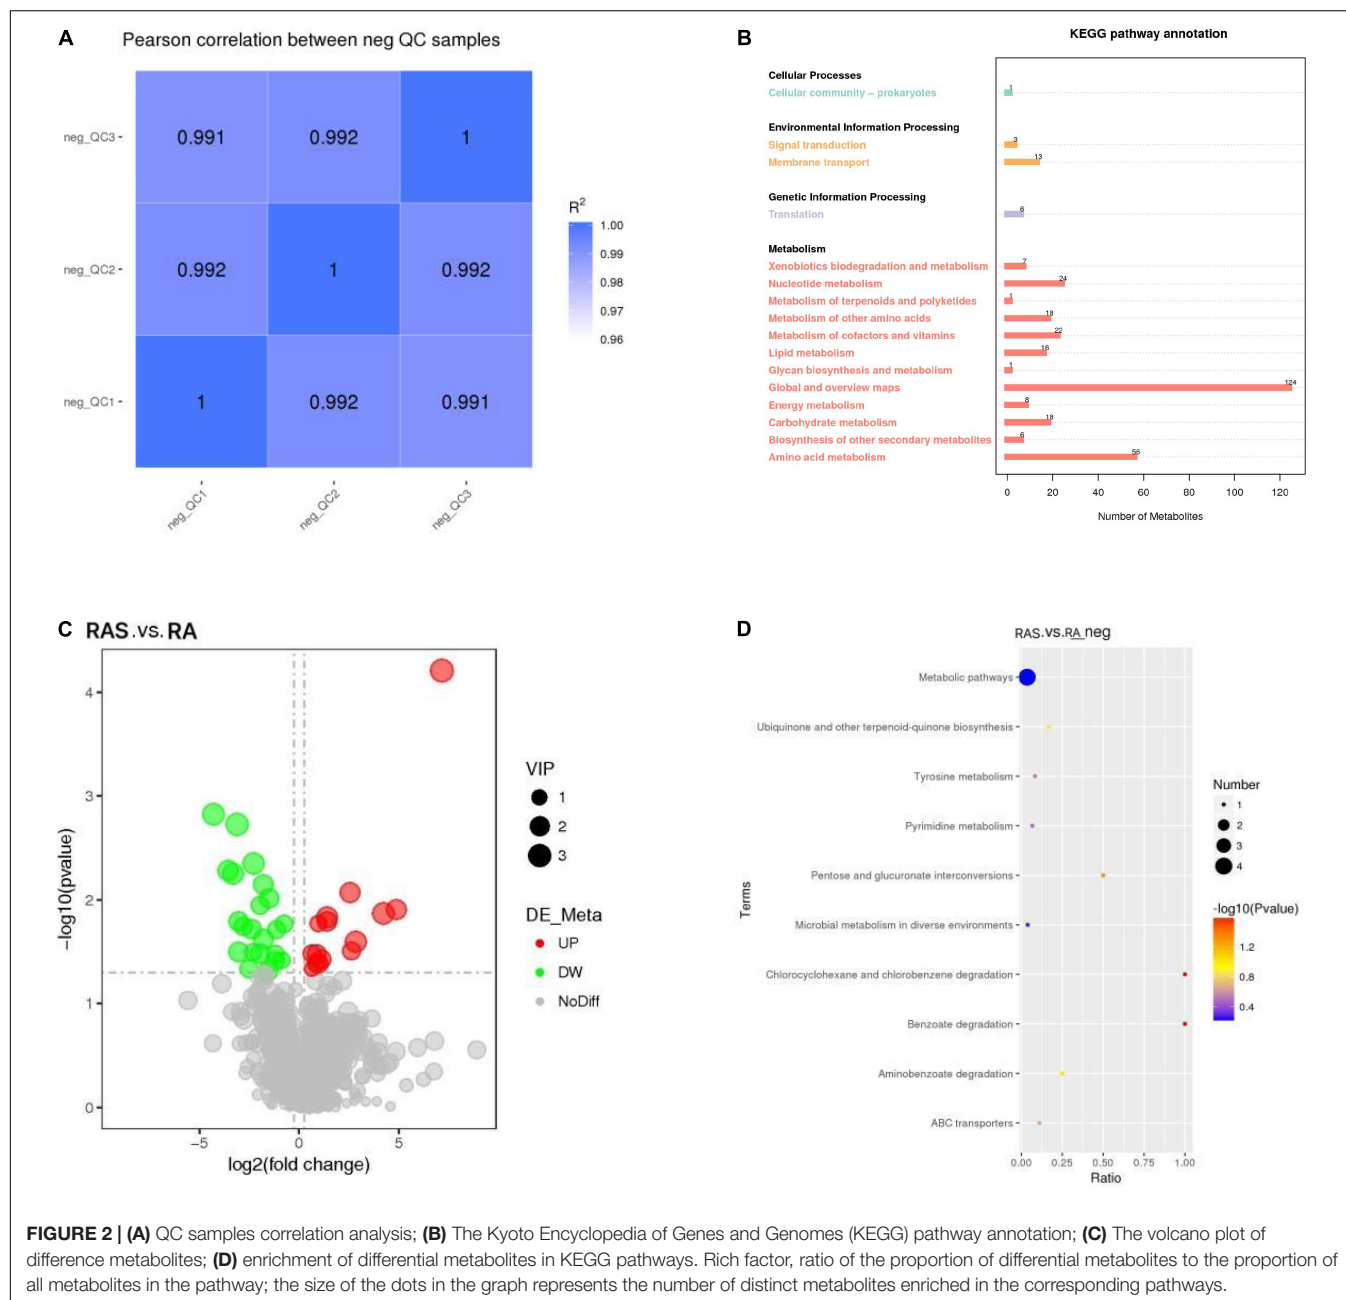 A
Pearson correlation between neg QC samples
neg_QC3
0.991
0.992
1
neg_QC2
0.992
1
0.992
neg_QC1
1
0.992
0.991
neg_QC1
neg_QC2
neg_QC3
R2
1.00
0.99
0.98
0.97
0.96
B
KEGG pathway annotation
Cellular Processes
Cellular community – prokaryotes
1
Environmental Information Processing
Signal transduction
3
Membrane transport
13
Genetic Information Processing
Translation
6
Metabolism
Xenobiotics biodegradation and metabolism
7
Nucleotide metabolism
24
Metabolism of terpenoids and polyketides
1
Metabolism of other amino acids
18
Metabolism of cofactors and vitamins
22
Lipid metabolism
16
Glycan biosynthesis and metabolism
1
Global and overview maps
124
Energy metabolism
8
Carbohydrate metabolism
18
Biosynthesis of other secondary metabolites
6
Amino acid metabolism
56
0 20 40 60 80 100 120
Number of Metabolites
C
RAS.vs.RA
4
3
2
1
0
−log10(pvalue)
−5 0 5
log2(fold change)
VIP
1
2
3
DE_Meta
UP
DW
NoDiff
D
RAS.vs.RA_neg
Terms
Metabolic pathways
Ubiquinone and other terpenoid-quinone biosynthesis
Tyrosine metabolism
Pyrimidine metabolism
Pentose and glucuronate interconversions
Microbial metabolism in diverse environments
Chlorocyclohexane and chlorobenzene degradation
Benzoate degradation
Aminobenzoate degradation
ABC transporters
0.00 0.25 0.50 0.75 1.00
Ratio
Number
1
2
3
4
-log10(Pvalue)
1.2
0.8
0.4
FIGURE 2 | (A) QC samples correlation analysis; (B) The Kyoto Encyclopedia of Genes and Genomes (KEGG) pathway annotation; (C) The volcano plot of
difference metabolites; (D) enrichment of differential metabolites in KEGG pathways. Rich factor, ratio of the proportion of differential metabolites to the proportion of
all metabolites in the pathway; the size of the dots in the graph represents the number of distinct metabolites enriched in the corresponding pathways.